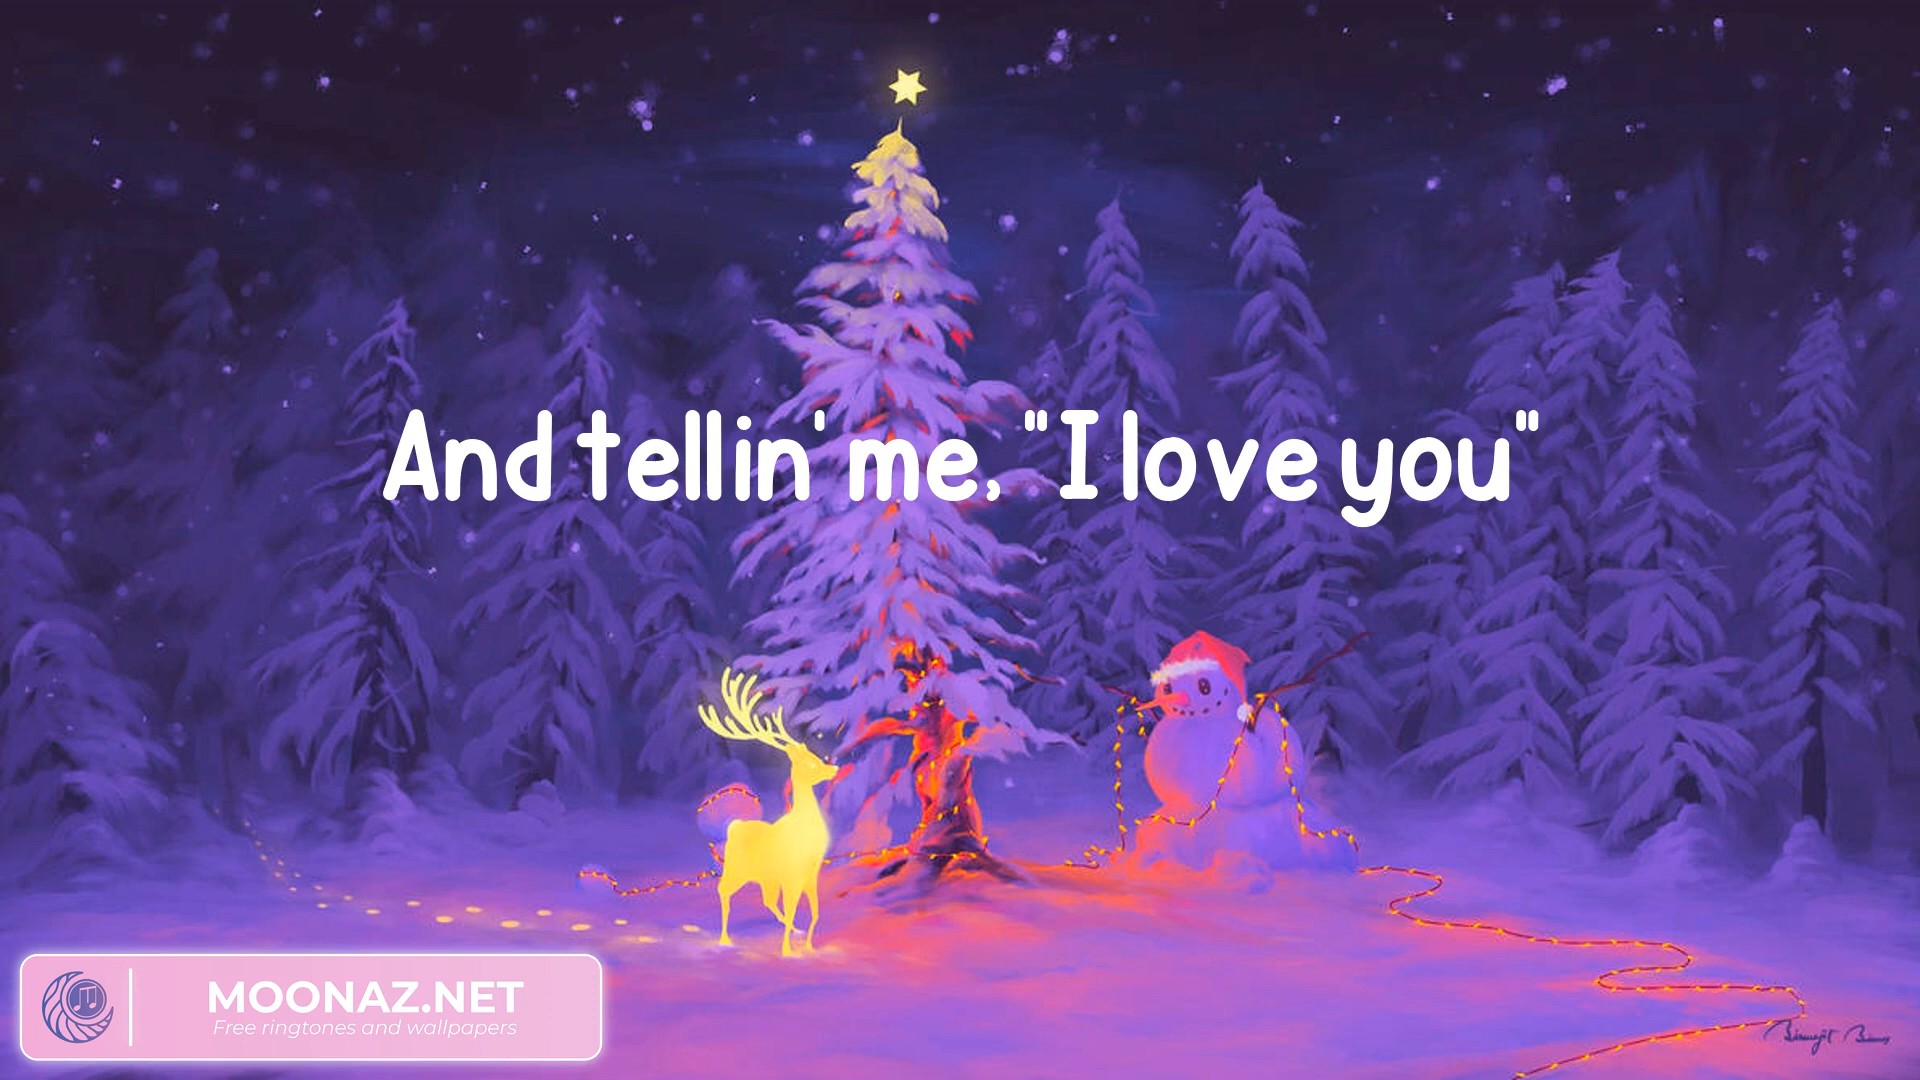 And tellin' me, "I love you"
MOONAZ.NET
Free ringtones and wallpapers